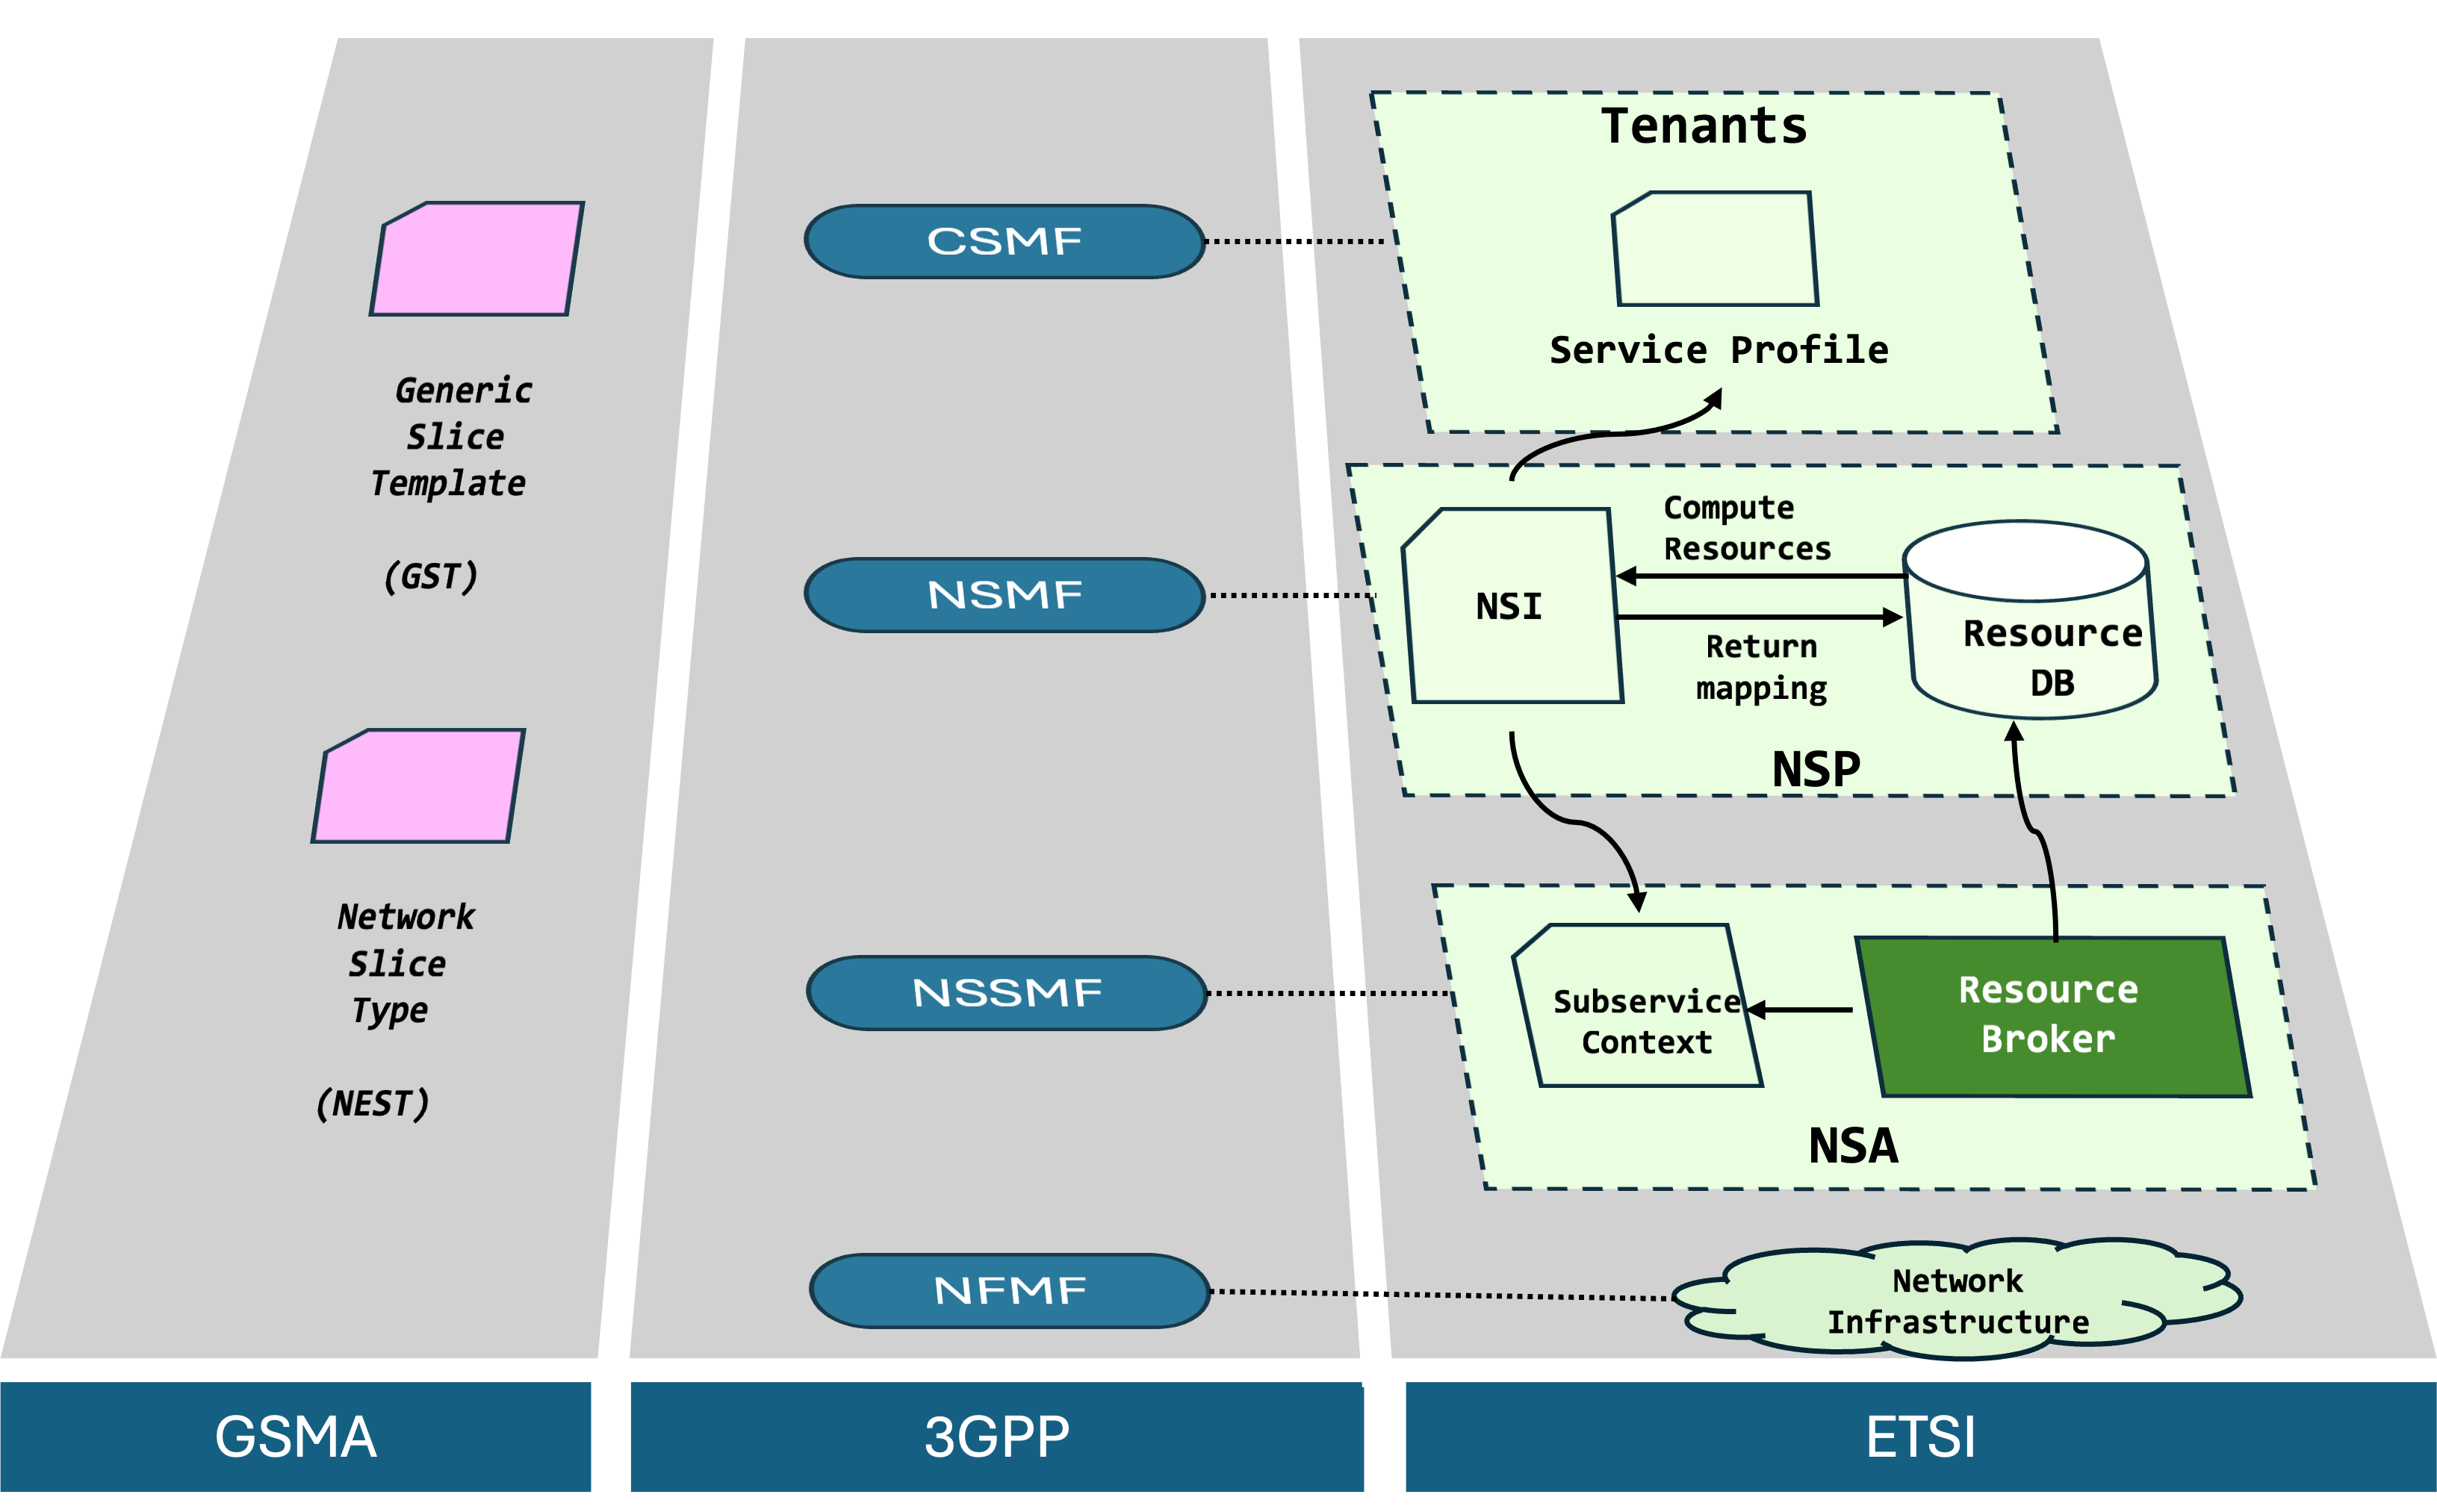 Generic
Slice
Template
(GST)
Network
Slice
Type
(NEST)
CSMF
NSMF
NSSMF
NFMF
Tenants
Service Profile
NSI
Compute
Resources
Return
mapping
Resource
DB
NSP
Subservice
Context
Resource
Broker
NSA
Network
Infrastructure
GSMA
3GPP
ETSI